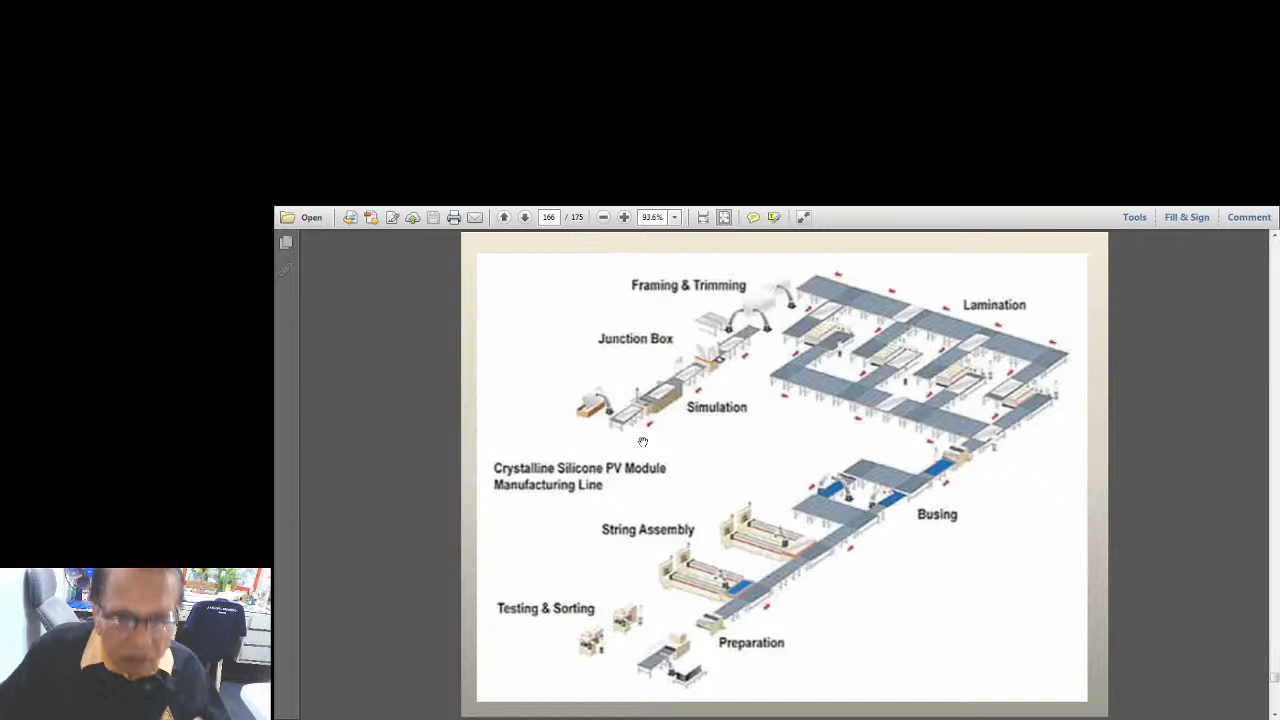 Open
166 / 175
93.6%
Tools
Fill & Sign
Comment
Framing & Trimming
Lamination
Junction Box
Simulation
Crystalline Silicone PV Module
Manufacturing Line
Busing
String Assembly
Testing & Sorting
Preparation